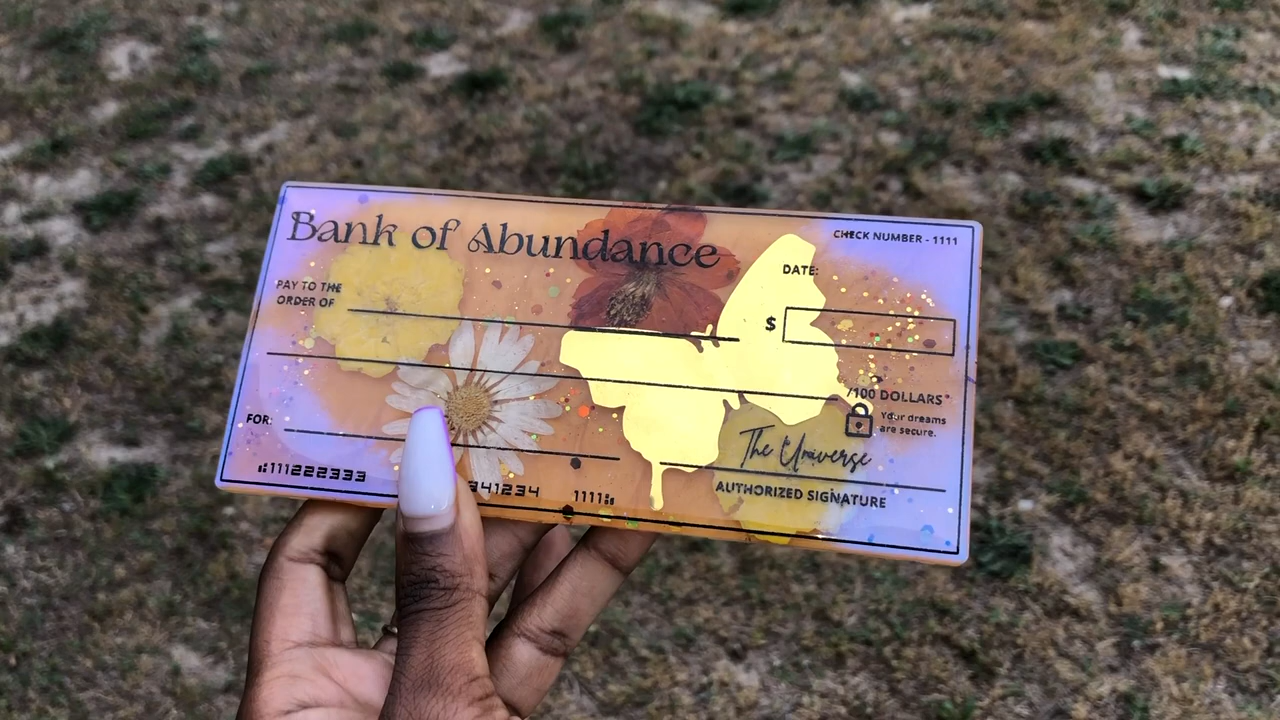 Bank of Abundance
CHECK NUMBER - 1111
DATE:
PAY TO THE
ORDER OF
$
/100 DOLLARS
Your dreams
are secure.
FOR:
The Universe
AUTHORIZED SIGNATURE
⑆111222333
341234 1111⑆